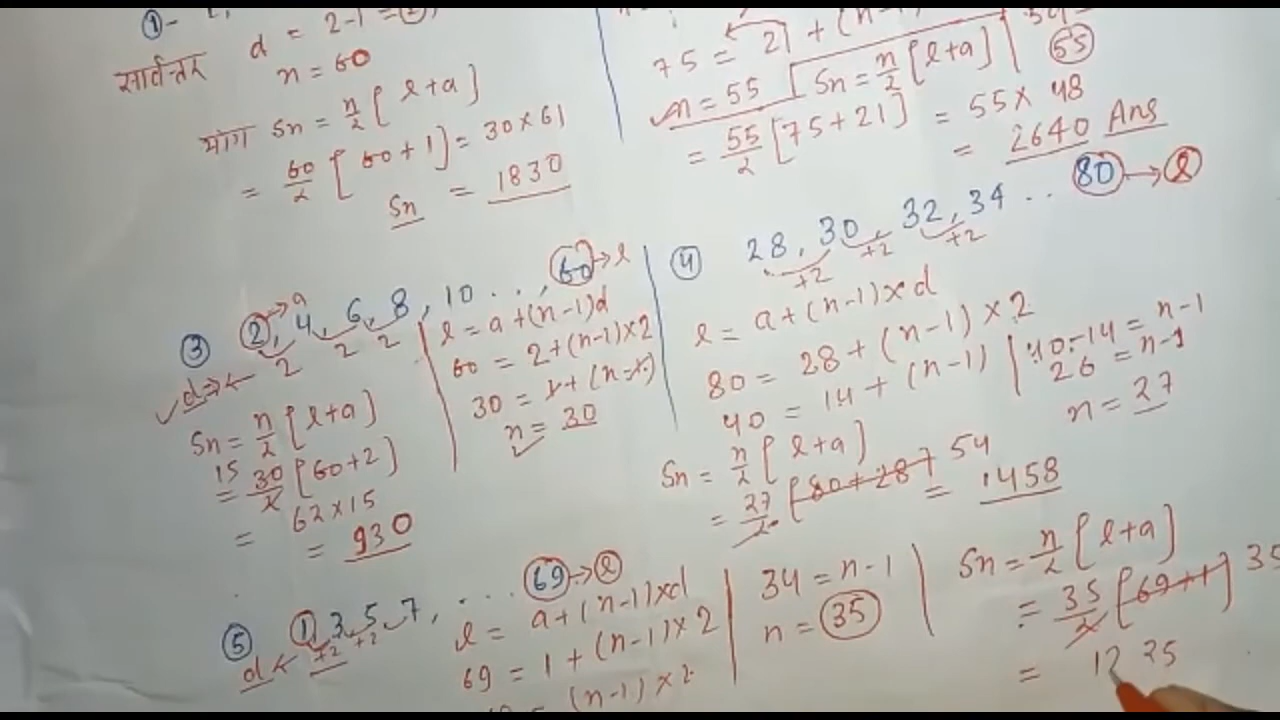 ①-
सार्वन्तर d = 2-1 = ①
n = 60
योग Sn = n/2 [ l+a ]
= 60/2 [ 60+1 ] = 30×61
Sn = 1830
75 = 21 + (n-1)
n = 55 Sn = n/2 [l+a] 55
= 55/2 [75+21] = 55×48
= 2640 Ans
③ 2, 4, 6, 8, 10 ..., 60 → l
a
2 2 2
d →
l = a+(n-1)d
60 = 2+(n-1)×2
30 = 1+(n-1)
n = 30
Sn = n/2 [l+a]
15
= 30/2 [60+2]
= 62×15
= 930
④ 28, 30, 32, 34 .. 80 → l
+2 +2 +2
l = a+(n-1)×d
80 = 28+(n-1)×2
40 = 14+(n-1)
40-14 = n-1
26 = n-1
n = 27
Sn = n/2 [l+a]
= 27/2 [80+28] 54
= 1458
⑤ 1, 3, 5, 7, ... 69 → l
d ← +2 +2
l = a+(n-1)×d
69 = 1+(n-1)×2
(n-1)×2
34 = n-1
n = 35
Sn = n/2 [l+a]
= 35/2 [69+1] 35
= 1225